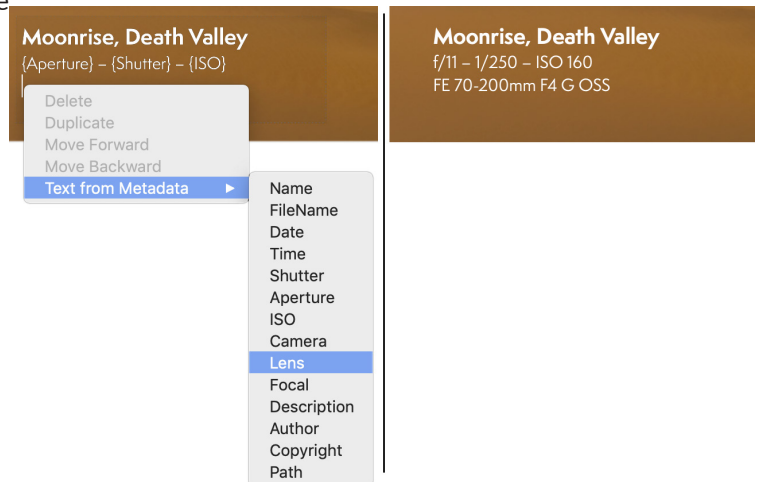 e
Moonrise, Death Valley
{Aperture} – {Shutter} – {ISO}
Delete
Duplicate
Move Forward
Move Backward
Text from Metadata
Name
FileName
Date
Time
Shutter
Aperture
ISO
Camera
Lens
Focal
Description
Author
Copyright
Path
Moonrise, Death Valley
f/11 – 1/250 – ISO 160
FE 70-200mm F4 G OSS